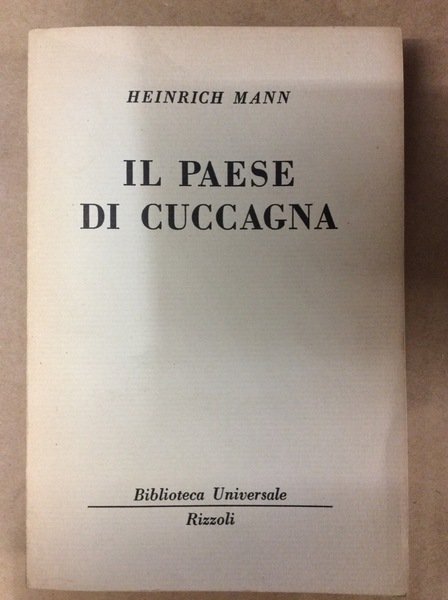 HEINRICH MANN
IL PAESE
DI CUCCAGNA
Biblioteca Universale
Rizzoli